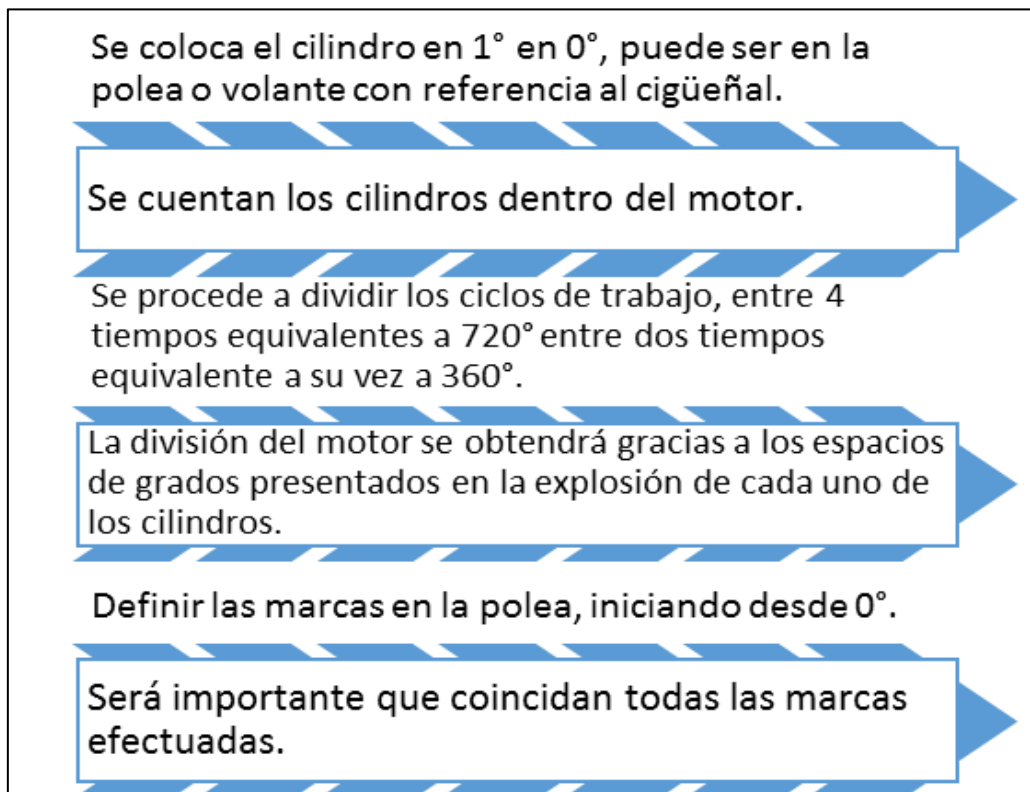 Se coloca el cilindro en 1° en 0°, puede ser en la
polea o volante con referencia al cigüeñal.
Se cuentan los cilindros dentro del motor.
Se procede a dividir los ciclos de trabajo, entre 4
tiempos equivalentes a 720° entre dos tiempos
equivalente a su vez a 360°.
La división del motor se obtendrá gracias a los espacios
de grados presentados en la explosión de cada uno de
los cilindros.
Definir las marcas en la polea, iniciando desde 0°.
Será importante que coincidan todas las marcas
efectuadas.